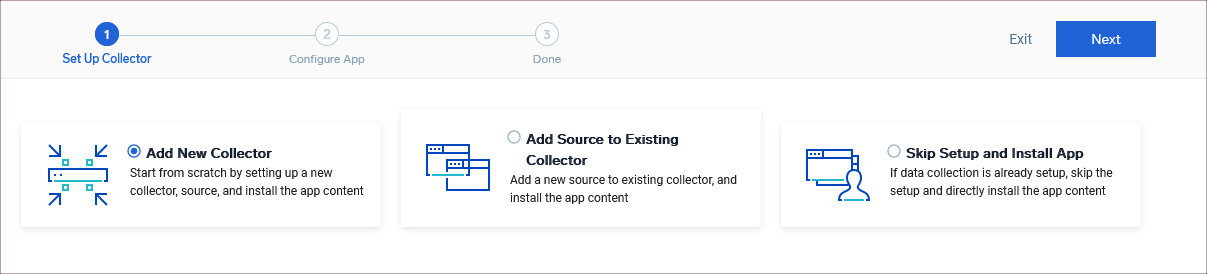 1
2
3
Set Up Collector
Configure App
Done
Exit
Next
Add New Collector
Start from scratch by setting up a new
collector, source, and install the app content
Add Source to Existing
Collector
Add a new source to existing collector, and
install the app content
Skip Setup and Install App
If data collection is already setup, skip the
setup and directly install the app content